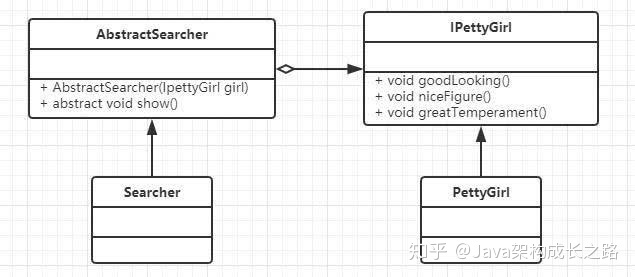 AbstractSearcher
+ AbstractSearcher(IpettyGirl girl)
+ abstract void show()
IPettyGirl
+ void goodLooking()
+ void niceFigure()
+ void greatTemperament()
Searcher
PettyGirl
知乎 @Java架构成长之路